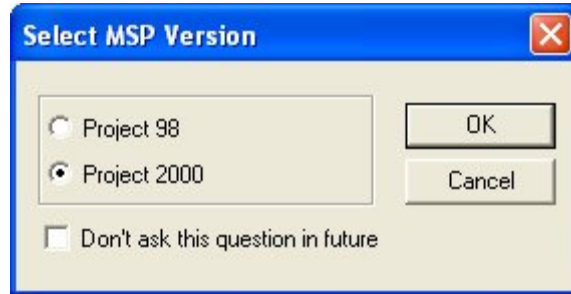 Select MSP Version
Project 98
OK
Project 2000
Cancel
Don't ask this question in future